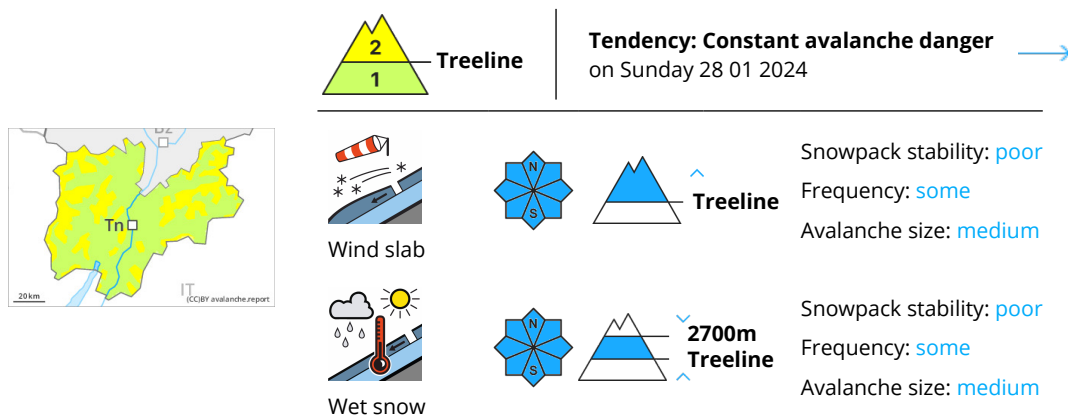 2
1
Treeline
Tendency: Constant avalanche danger
on Sunday 28 01 2024
BZ
Tn
IT
20 km
(CC)BY avalanche.report
Wind slab
N
S
Treeline
Snowpack stability: poor
Frequency: some
Avalanche size: medium
Wet snow
N
S
2700m
Treeline
Snowpack stability: poor
Frequency: some
Avalanche size: medium